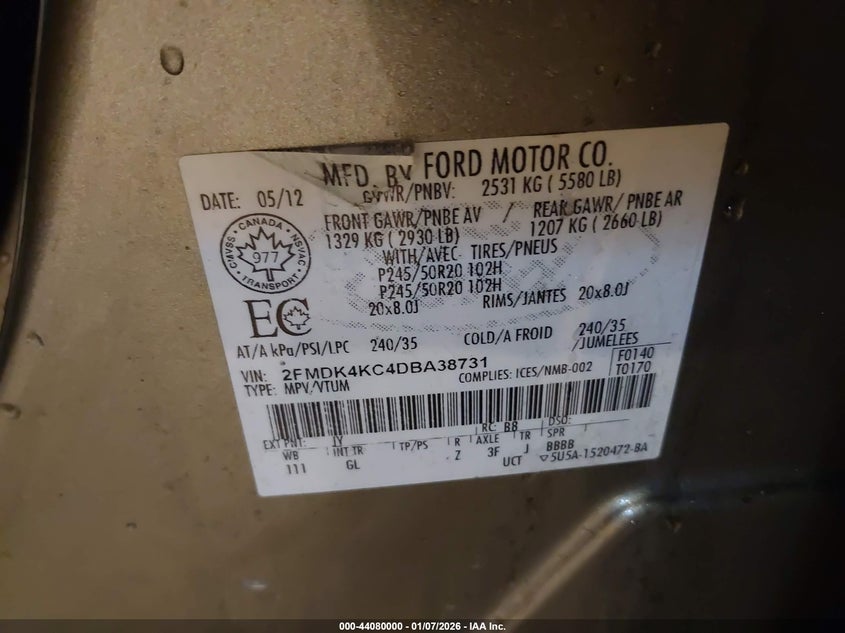 MFD. BY FORD MOTOR CO.
DATE: 05/12
GVWR/PNBV: 2531 KG ( 5580 LB)
FRONT GAWR/PNBE AV / REAR GAWR/ PNBE AR
1329 KG ( 2930 LB) 1207 KG ( 2660 LB)
WITH/AVEC TIRES/PNEUS
P245/50R20 102H
P245/50R20 102H
20x8.0J RIMS/JANTES 20x8.0J
CANADA
CMVSS NSVAC
977
TRANSPORT
EC
AT/A kPa/PSI/LPC 240/35 COLD/A FROID 240/35
/JUMELEES
VIN: 2FMDK4KC4DBA38731
TYPE: MPV/VTUM
COMPLIES: ICES/NMB-002
F0140
T0170
EXT PNT: JY RC: B8 DSO:
WB INT TR TP/PS R AXLE TR SPR
111 GL Z 3F J BBBB
UCT 5U5A-1520472-BA
000-44080000 - 01/07/2026 - IAA Inc.